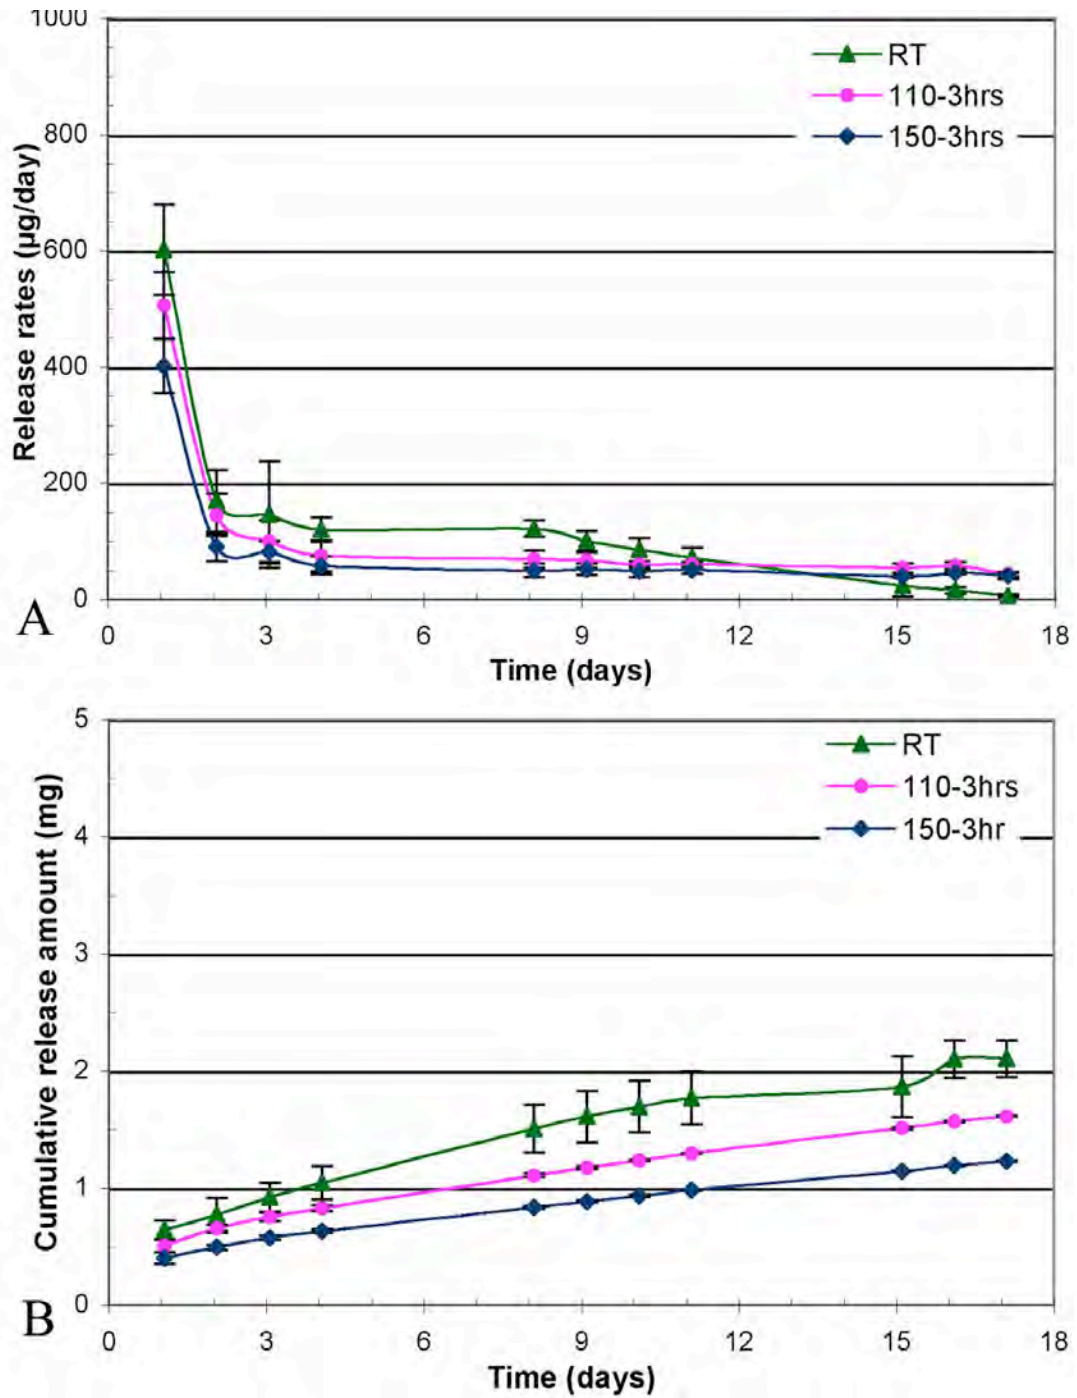 1000
800
600
400
200
0
Release rates (µg/day)
RT
110-3hrs
150-3hrs
A
0 3 6 9 12 15 18
Time (days)
5
4
3
2
1
0
Cumulative release amount (mg)
RT
110-3hrs
150-3hr
B
0 3 6 9 12 15 18
Time (days)